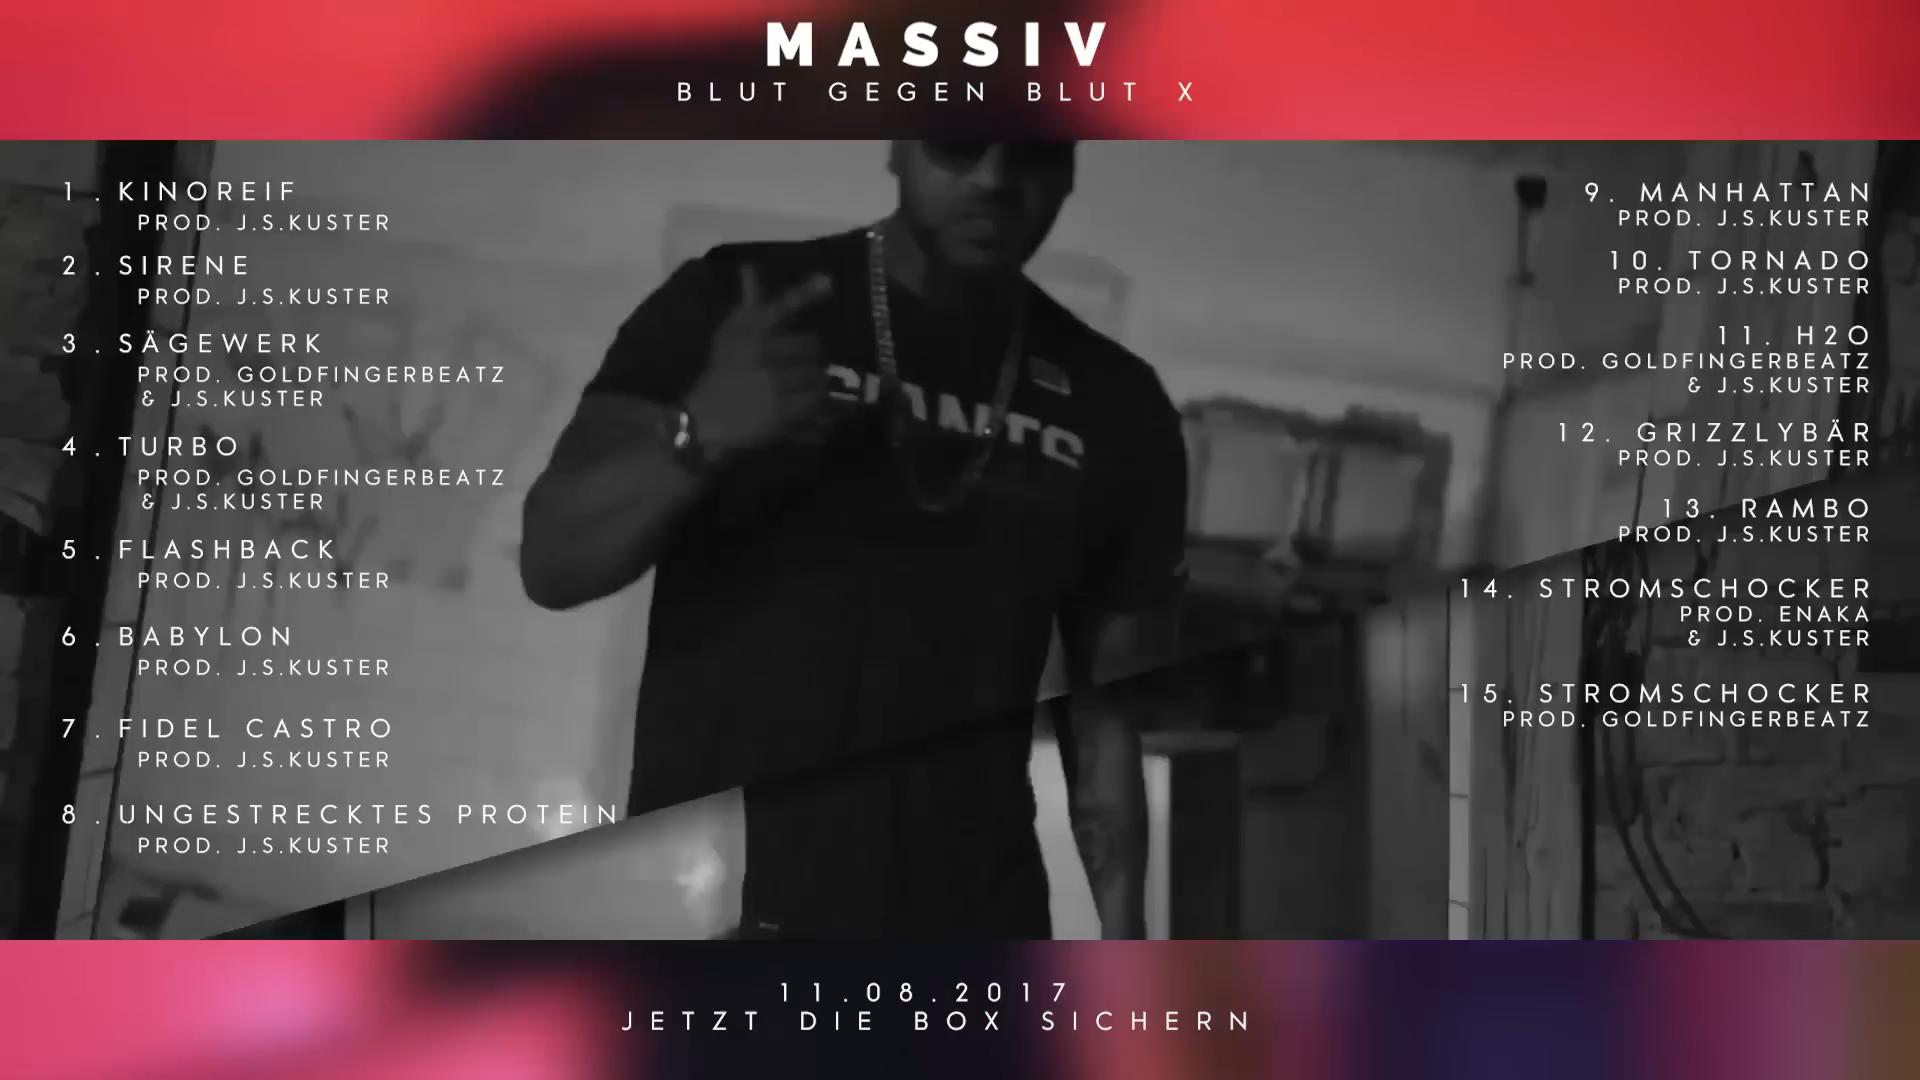 MASSIV
BLUT GEGEN BLUT X
1. KINOREIF
PROD. J.S.KUSTER
2. SIRENE
PROD. J.S.KUSTER
3. SÄGEWERK
PROD. GOLDFINGERBEATZ
& J.S.KUSTER
4. TURBO
PROD. GOLDFINGERBEATZ
& J.S.KUSTER
5. FLASHBACK
PROD. J.S.KUSTER
6. BABYLON
PROD. J.S.KUSTER
7. FIDEL CASTRO
PROD. J.S.KUSTER
8. UNGESTRECKTES PROTEIN
PROD. J.S.KUSTER
9. MANHATTAN
PROD. J.S.KUSTER
10. TORNADO
PROD. J.S.KUSTER
11. H2O
PROD. GOLDFINGERBEATZ
& J.S.KUSTER
12. GRIZZLYBÄR
PROD. J.S.KUSTER
13. RAMBO
PROD. J.S.KUSTER
14. STROMSCHOCKER
PROD. ENAKA
& J.S.KUSTER
15. STROMSCHOCKER
PROD. GOLDFINGERBEATZ
GIANTS
11.08.2017
JETZT DIE BOX SICHERN